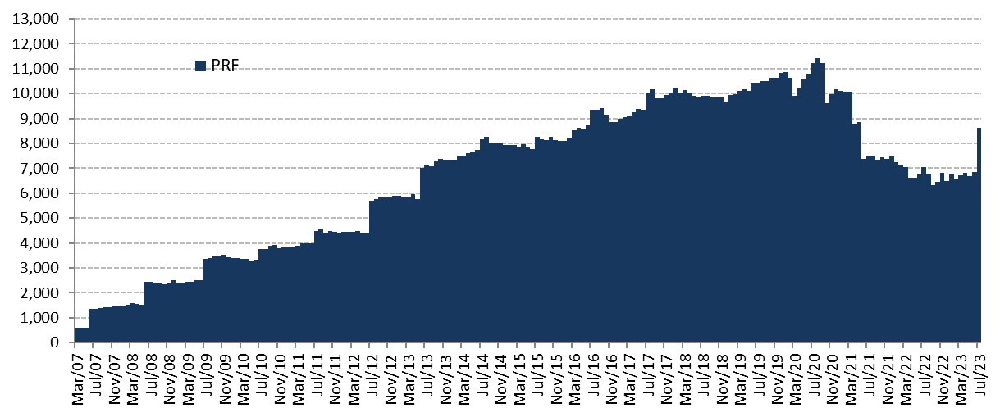 13,000
12,000
11,000
10,000
9,000
8,000
7,000
6,000
5,000
4,000
3,000
2,000
1,000
0
PRF
Mar/07
Jul/07
Nov/07
Mar/08
Jul/08
Nov/08
Mar/09
Jul/09
Nov/09
Mar/10
Jul/10
Nov/10
Mar/11
Jul/11
Nov/11
Mar/12
Jul/12
Nov/12
Mar/13
Jul/13
Nov/13
Mar/14
Jul/14
Nov/14
Mar/15
Jul/15
Nov/15
Mar/16
Jul/16
Nov/16
Mar/17
Jul/17
Nov/17
Mar/18
Jul/18
Nov/18
Mar/19
Jul/19
Nov/19
Mar/20
Jul/20
Nov/20
Mar/21
Jul/21
Nov/21
Mar/22
Jul/22
Nov/22
Mar/23
Jul/23